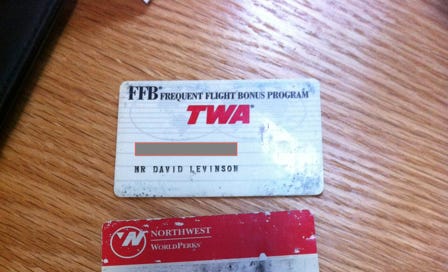 FFB® FREQUENT FLIGHT BONUS PROGRAM
TWA®
MR DAVID LEVINSON
NORTHWEST
WORLDPERKS®